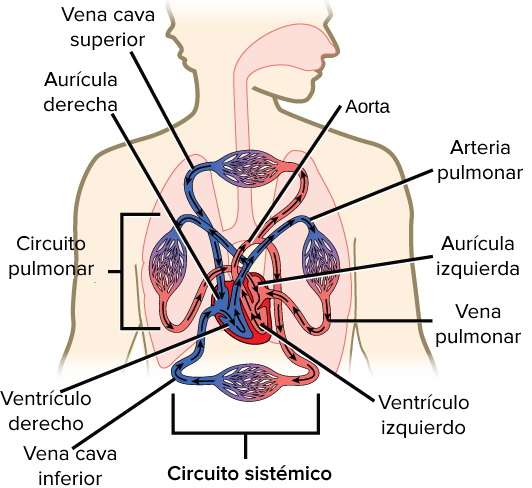 Vena cava
superior
Aurícula
derecha
Aorta
Arteria
pulmonar
Circuito
pulmonar
Aurícula
izquierda
Vena
pulmonar
Ventrículo
derecho
Ventrículo
izquierdo
Vena cava
inferior
Circuito sistémico